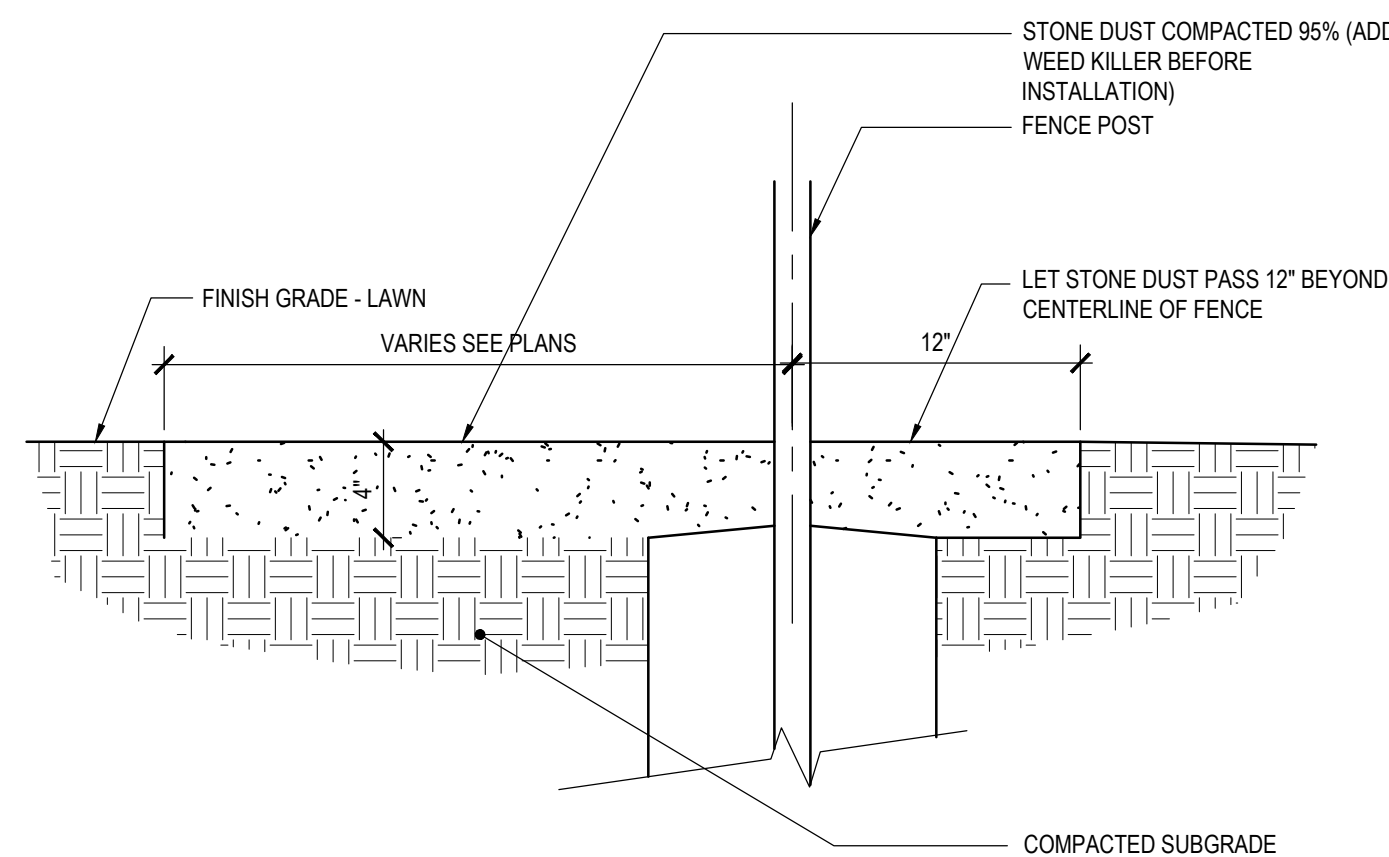 STONE DUST COMPACTED 95% (ADD
WEED KILLER BEFORE
INSTALLATION)
FENCE POST
LET STONE DUST PASS 12" BEYOND
CENTERLINE OF FENCE
FINISH GRADE - LAWN
VARIES SEE PLANS
12"
4"
COMPACTED SUBGRADE